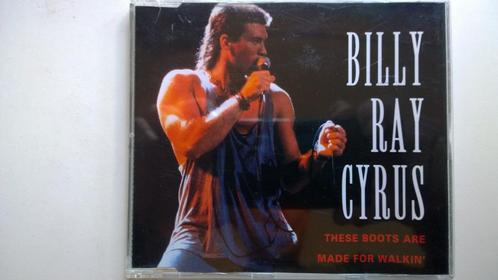 BILLY
RAY
CYRUS
THESE BOOTS ARE
MADE FOR WALKIN'